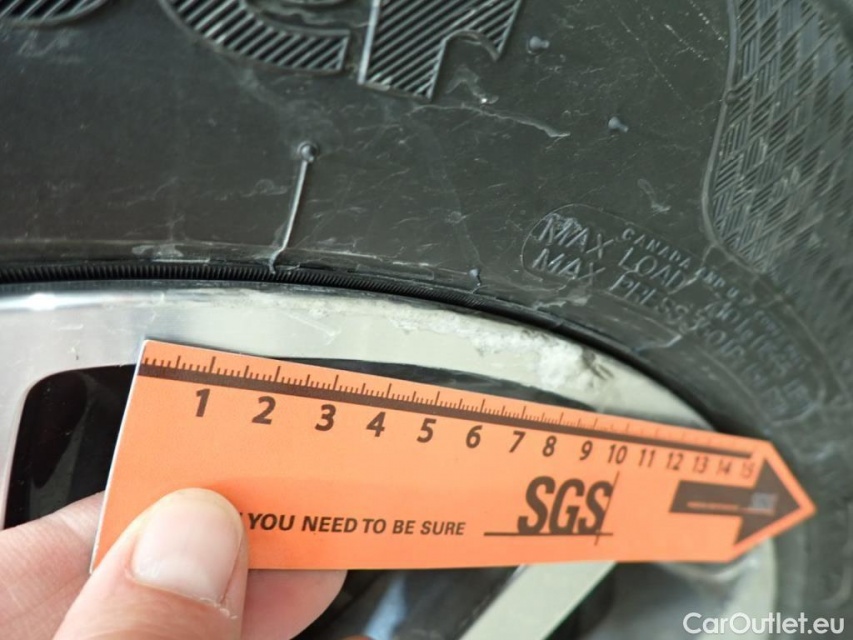 MAX LOAD
MAX PRESS
1 2 3 4 5 6 7 8 9 10 11 12 13 14 15
YOU NEED TO BE SURE
SGS
CarOutlet.eu